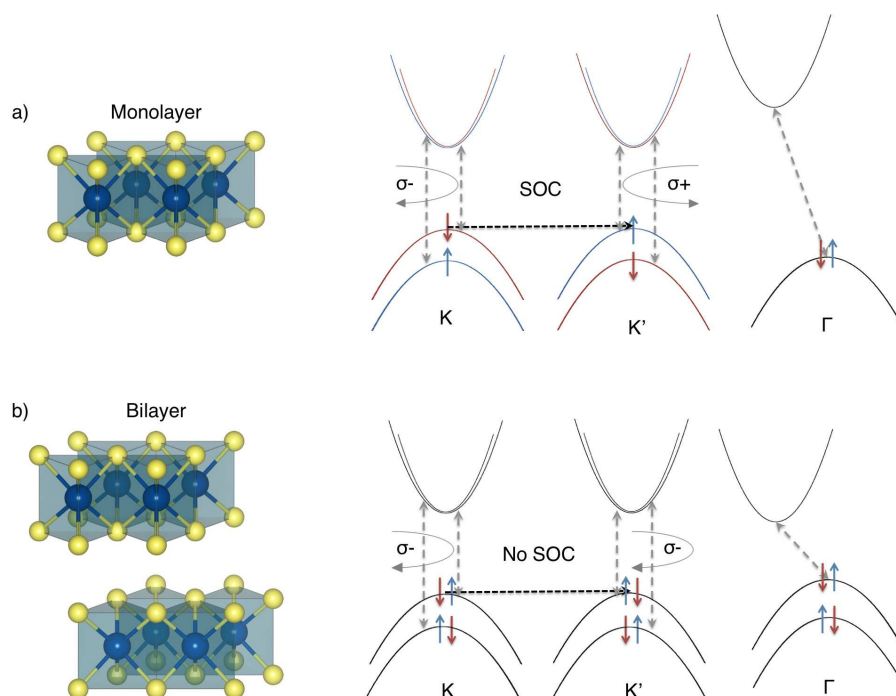 a) Monolayer
σ- SOC σ+
K K’ Γ
b) Bilayer
σ- No SOC σ-
K K’ Γ